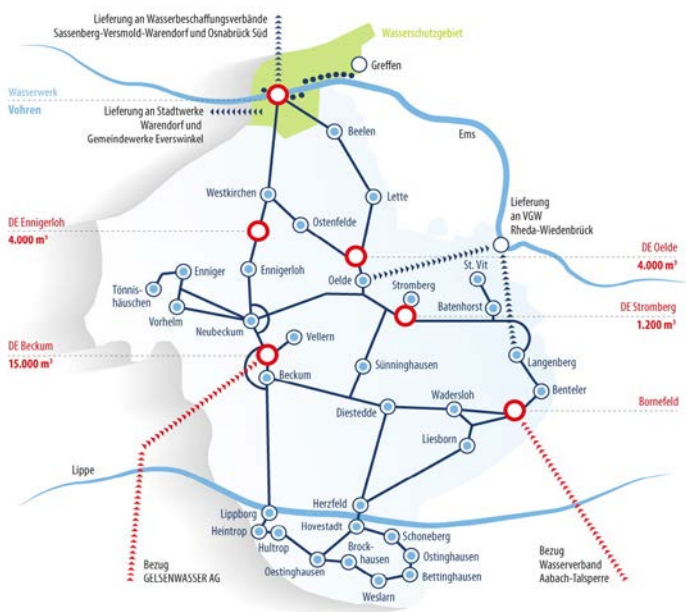 Lieferung an Wasserbeschaffungsverbände
Sassenberg-Versmold-Warendorf und Osnabrück Süd
Wasserschutzgebiet
Greffen
Wasserwerk
Vohren
Lieferung an Stadtwerke
Warendorf und
Gemeindewerke Everswinkel
Beelen
Ems
Westkirchen
Lette
Lieferung
an VGW
Rheda-Wiedenbrück
DE Ennigerloh
4.000 m³
Ostenfelde
DE Oelde
4.000 m³
Enniger
Ennigerloh
Oelde
St. Vit
Tönnis-
häuschen
Stromberg
Batenhorst
DE Stromberg
1.200 m³
Vorhelm
Neubeckum
Vellern
DE Beckum
15.000 m³
Langenberg
Sünninghausen
Beckum
Benteler
Wadersloh
Diestedde
Bornefeld
Liesborn
Lippe
Herzfeld
Lippborg
Hovestadt
Heintrop
Schoneberg
Hultrop
Brock-
hausen
Ostinghausen
Oestinghausen
Bettinghausen
Weslarn
Bezug
GELSENWASSER AG
Bezug
Wasserverband
Aabach-Talsperre